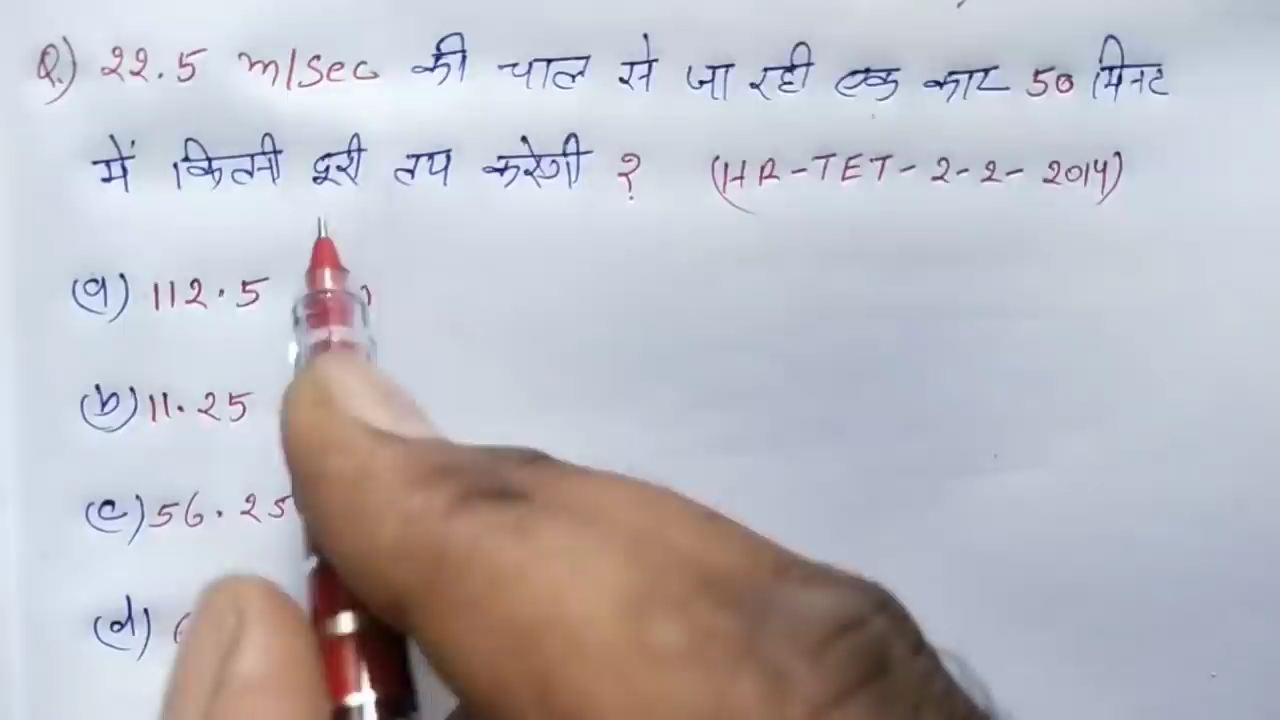 Q.) 22.5 m/Sec की चाल से जा रही एक कार 50 मिनट
में कितनी दूरी तय करेगी ? (HR-TET-2-2-2014)
(a) 112.5
(b) 11.25
(c) 56.25
(d)